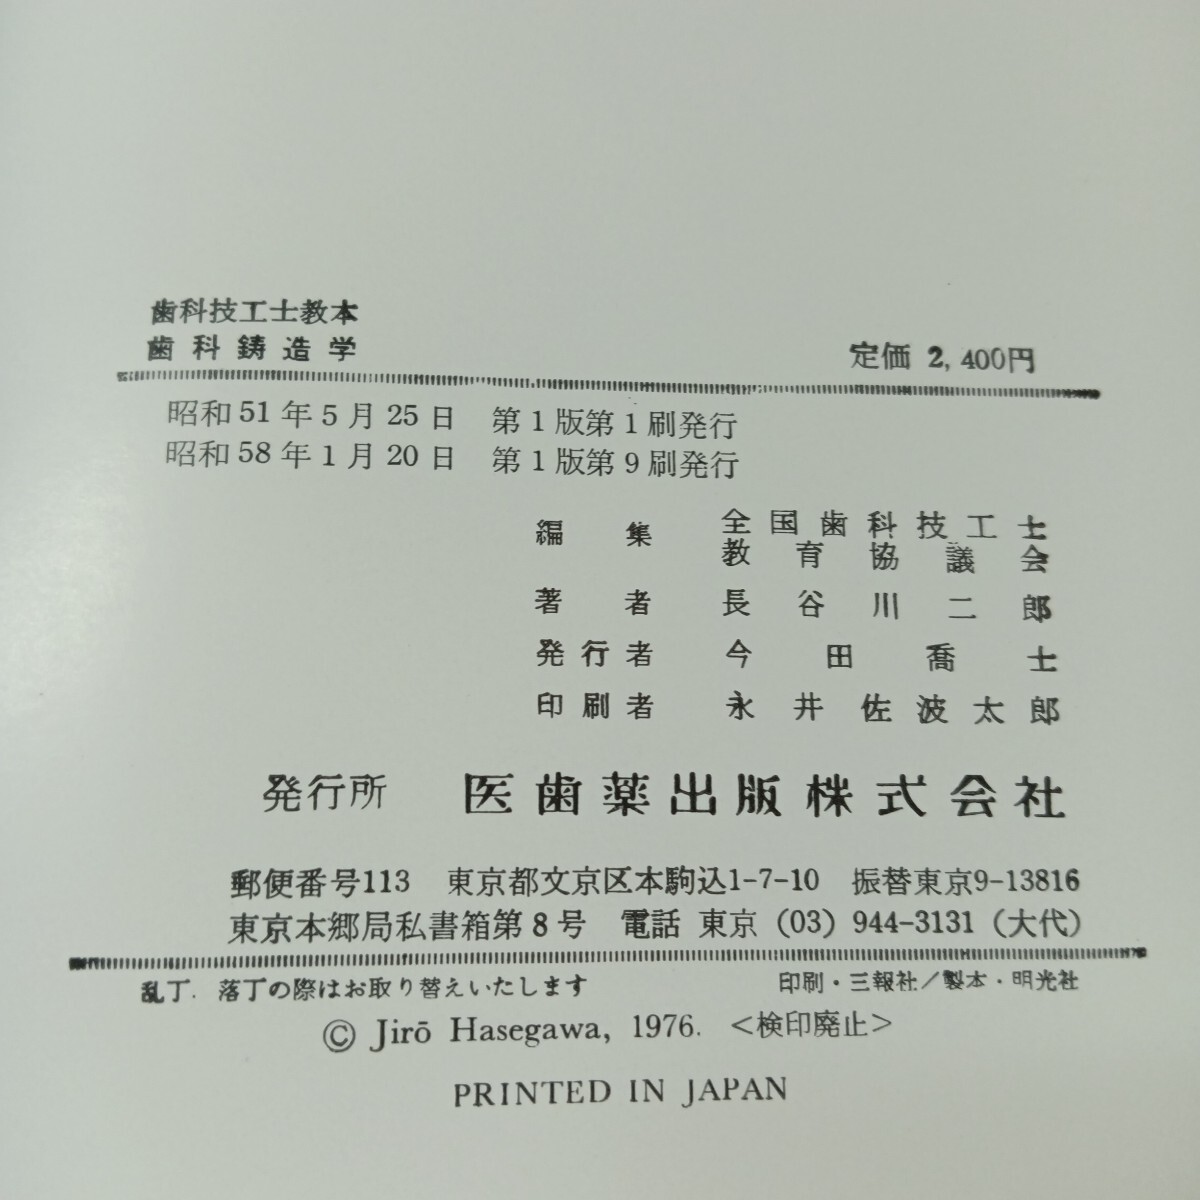 歯科技工士教本
歯科鋳造学
定価 2,400円
昭和51年5月25日 第1版第1刷発行
昭和58年1月20日 第1版第9刷発行
編集 全国歯科技工士
教育協議会
著者 長谷川二郎
発行者 今田喬士
印刷者 永井佐波太郎
発行所 医歯薬出版株式会社
郵便番号113 東京都文京区本駒込1-7-10 振替東京9-13816
東京本郷局私書箱第8号 電話 東京 (03) 944-3131 (大代)
乱丁, 落丁の際はお取り替えいたします 印刷・三報社/製本・明光社
© Jirō Hasegawa, 1976. <検印廃止>
PRINTED IN JAPAN